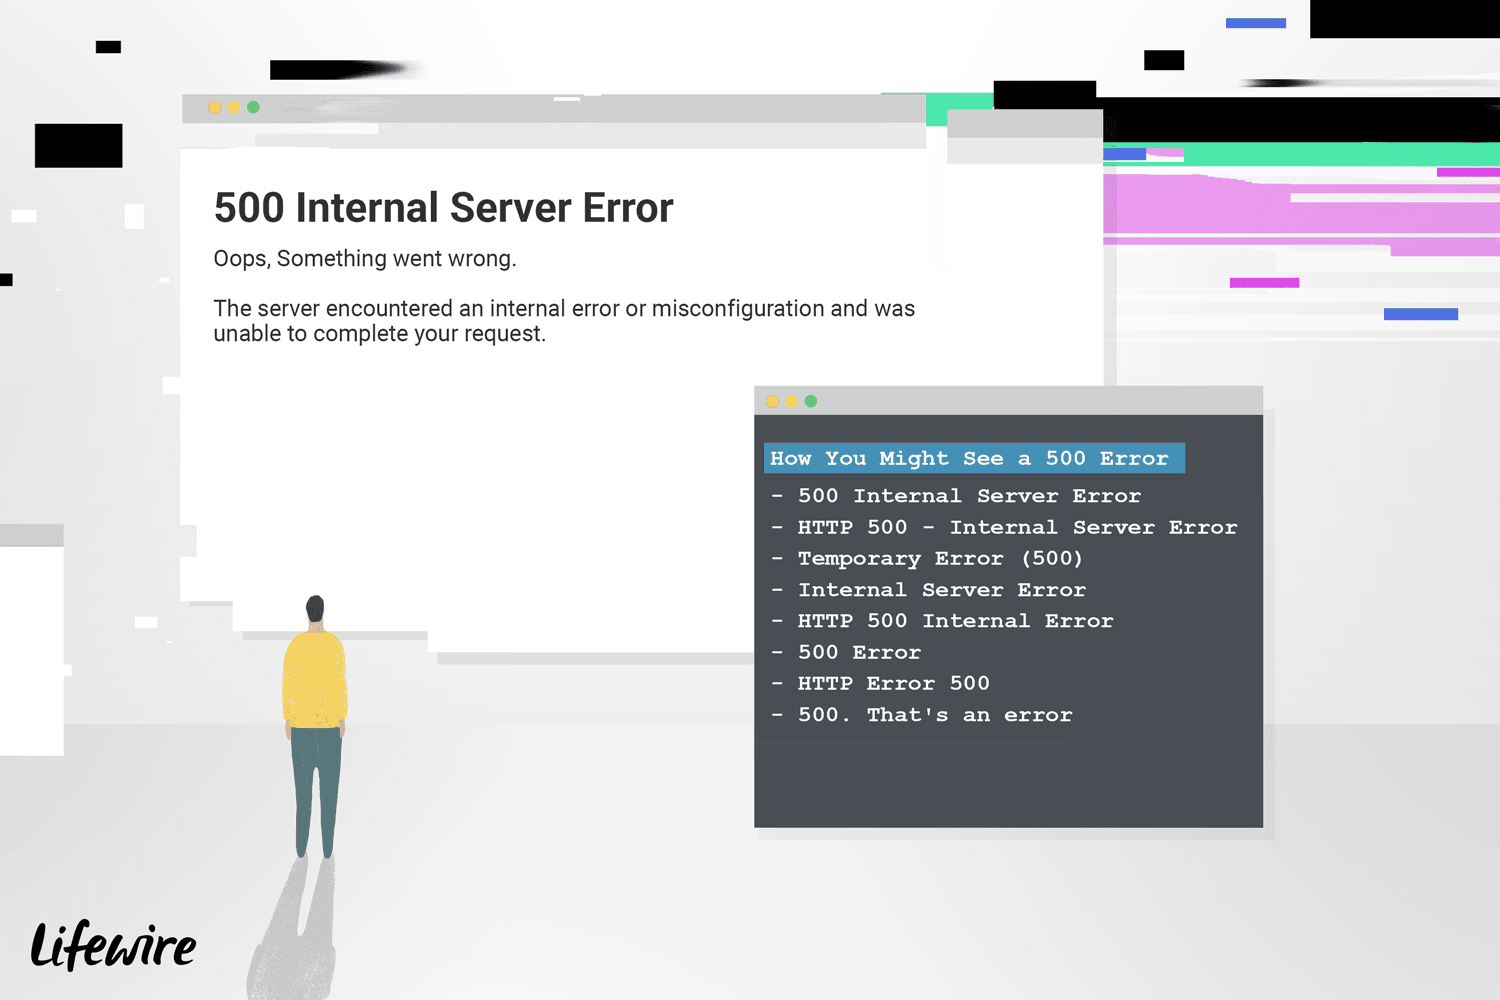 500 Internal Server Error
Oops, Something went wrong.
The server encountered an internal error or misconfiguration and was
unable to complete your request.
How You Might See a 500 Error
- 500 Internal Server Error
- HTTP 500 - Internal Server Error
- Temporary Error (500)
- Internal Server Error
- HTTP 500 Internal Error
- 500 Error
- HTTP Error 500
- 500. That's an error
Lifewire